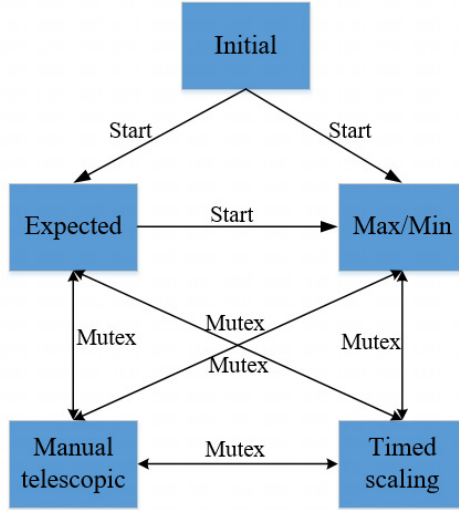 Initial
Start
Start
Expected
Start
Max/Min
Mutex
Mutex
Mutex
Mutex
Manual
telescopic
Mutex
Timed
scaling